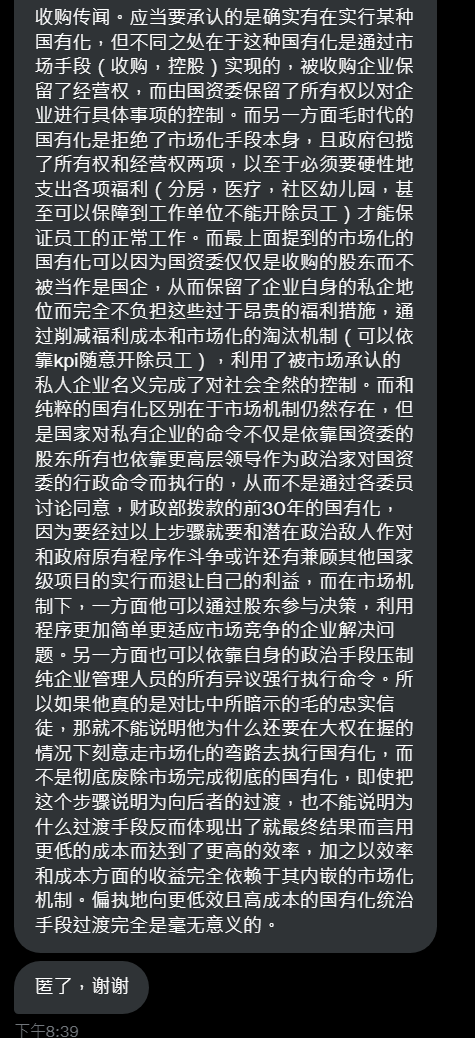 收购传闻。应当要承认的是确实有在实行某种
国有化，但不同之处在于这种国有化是通过市
场手段（收购，控股）实现的，被收购企业保
留了经营权，而由国资委保留了所有权以对企
业进行具体事项的控制。而另一方面毛时代的
国有化是拒绝了市场化手段本身，且政府包揽
了所有权和经营权两项，以至于必须要硬性地
支出各项福利（分房，医疗，社区幼儿园，甚
至可以保障到工作单位不能开除员工）才能保
证员工的正常工作。而最上面提到的市场化的
国有化可以因为国资委仅仅是收购的股东而不
被当作是国企，从而保留了企业自身的私企地
位而完全不负担这些过于昂贵的福利措施，通
过削减福利成本和市场化的淘汰机制（可以依
靠kpi随意开除员工），利用了被市场承认的
私人企业名义完成了对社会全然的控制。而和
纯粹的国有化区别在于市场机制仍然存在，但
是国家对私有企业的命令不仅是依靠国资委的
股东所有也依靠更高层领导作为政治家对国资
委的行政命令而执行的，从而不是通过各委员
讨论同意，财政部拨款的前30年的国有化，
因为要经过以上步骤就要和潜在政治敌人作对
和政府原有程序作斗争或许还有兼顾其他国家
级项目的实行而退让自己的利益，而在市场机
制下，一方面他可以通过股东参与决策，利用
程序更加简单更适应市场竞争的企业解决问
题。另一方面也可以依靠自身的政治手段压制
纯企业管理人员的所有异议强行执行命令。所
以如果他真的是对比中所暗示的毛的忠实信
徒，那就不能说明他为什么还要在大权在握的
情况下刻意走市场化的弯路去执行国有化，而
不是彻底废除市场完成彻底的国有化，即使把
这个步骤说明为向后者的过渡，也不能说明为
什么过渡手段反而体现出了就最终结果而言用
更低的成本而达到了更高的效率，加之以效率
和成本方面的收益完全依赖于其内嵌的市场化
机制。偏执地向更低效且高成本的国有化统治
手段过渡完全是毫无意义的。
匿了，谢谢
下午8:39